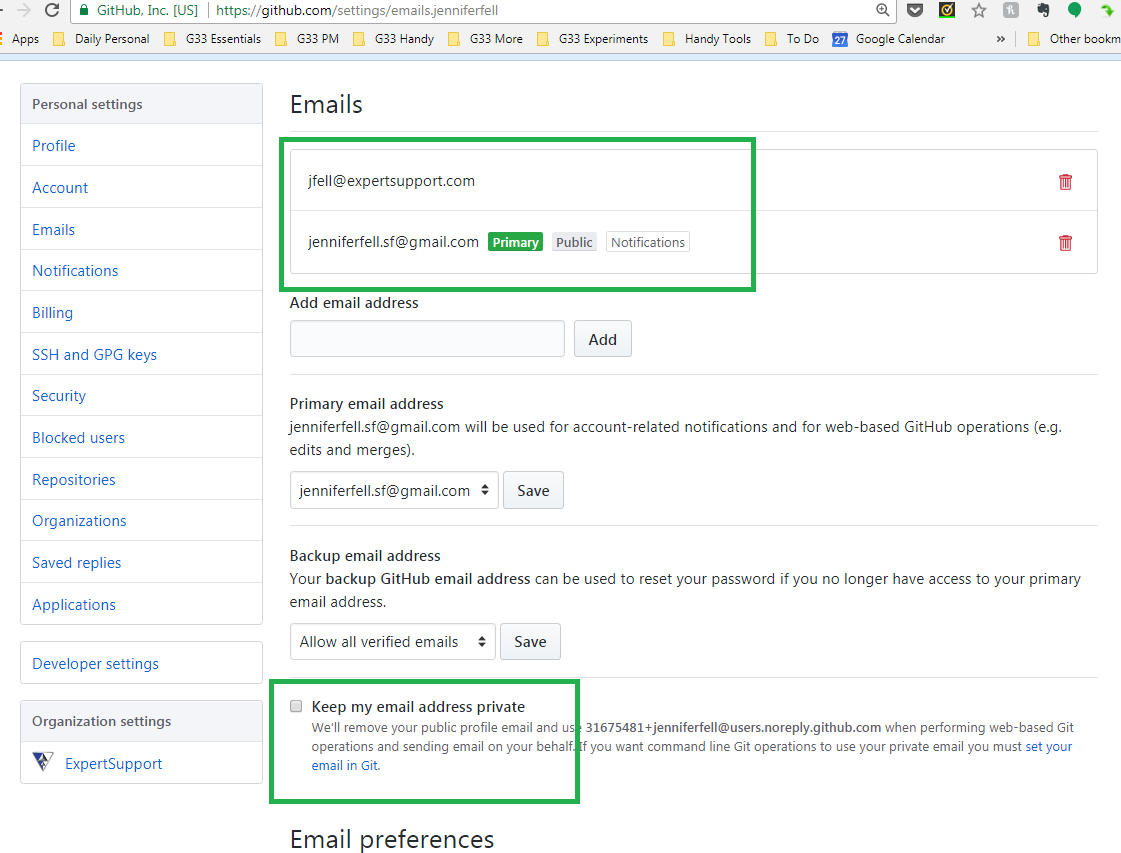 GitHub, Inc. [US] https://github.com/settings/emails.jenniferfell
Apps Daily Personal G33 Essentials G33 PM G33 Handy G33 More G33 Experiments Handy Tools To Do 27 Google Calendar » Other bookm
Personal settings
Profile
Account
Emails
Notifications
Billing
SSH and GPG keys
Security
Blocked users
Repositories
Organizations
Saved replies
Applications
Developer settings
Organization settings
ExpertSupport
Emails
jfell@expertsupport.com
jenniferfell.sf@gmail.com Primary Public Notifications
Add email address
Add
Primary email address
jenniferfell.sf@gmail.com will be used for account-related notifications and for web-based GitHub operations (e.g.
edits and merges).
jenniferfell.sf@gmail.com Save
Backup email address
Your backup GitHub email address can be used to reset your password if you no longer have access to your primary
email address.
Allow all verified emails Save
Keep my email address private
We'll remove your public profile email and use 31675481+jenniferfell@users.noreply.github.com when performing web-based Git
operations and sending email on your behalf. If you want command line Git operations to use your private email you must set your
email in Git.
Email preferences